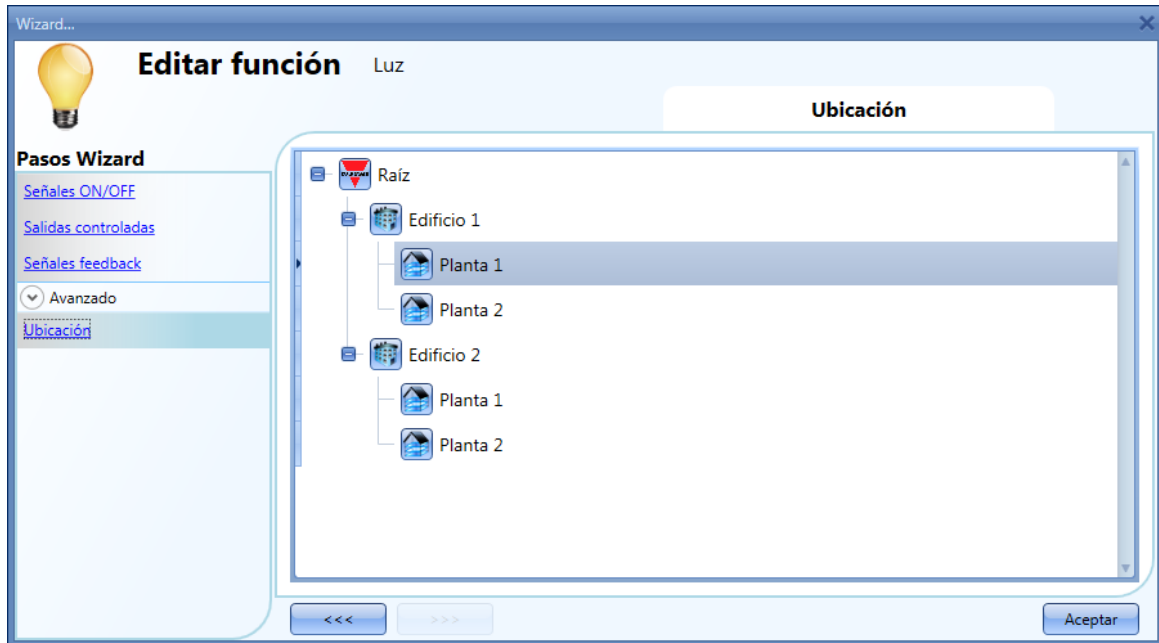 Wizard...
Editar función Luz
Ubicación
Pasos Wizard
Señales ON/OFF
Salidas controladas
Señales feedback
Avanzado
Ubicación
Raíz
Edificio 1
Planta 1
Planta 2
Edificio 2
Planta 1
Planta 2
<<< >>>
Aceptar